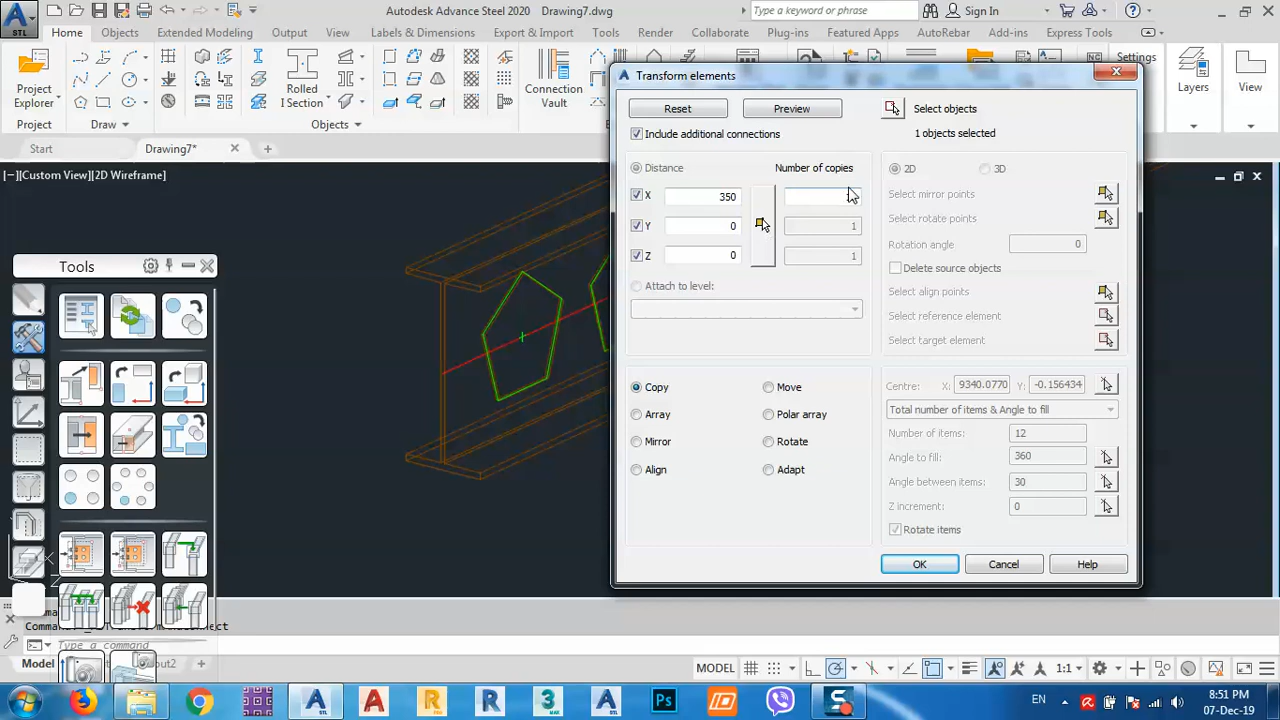 Autodesk Advance Steel 2020 Drawing7.dwg
Type a keyword or phrase
Sign In
STL
Home Objects Extended Modeling Output View Labels & Dimensions Export & Import Tools Render Collaborate Plug-ins Featured Apps AutoRebar Add-ins Express Tools
Project Explorer
Rolled I Section
Connection Vault
Settings
Layers
View
Project Draw Objects
Start Drawing7*
[−][Custom View][2D Wireframe]
Tools
Transform elements
Reset Preview Select objects
Include additional connections 1 objects selected
Distance Number of copies 2D 3D
X 350
Y 0 1
Z 0 1
Attach to level:
Select mirror points
Select rotate points
Rotation angle 0
Delete source objects
Select align points
Select reference element
Select target element
Copy Move
Array Polar array
Mirror Rotate
Align Adapt
Centre: X: 9340.0770 Y: -0.156434
Total number of items & Angle to fill
Number of items: 12
Angle to fill: 360
Angle between items: 30
Z increment: 0
Rotate items
OK Cancel Help
Type a command
Model
MODEL 1:1
EN 8:51 PM
07-Dec-19